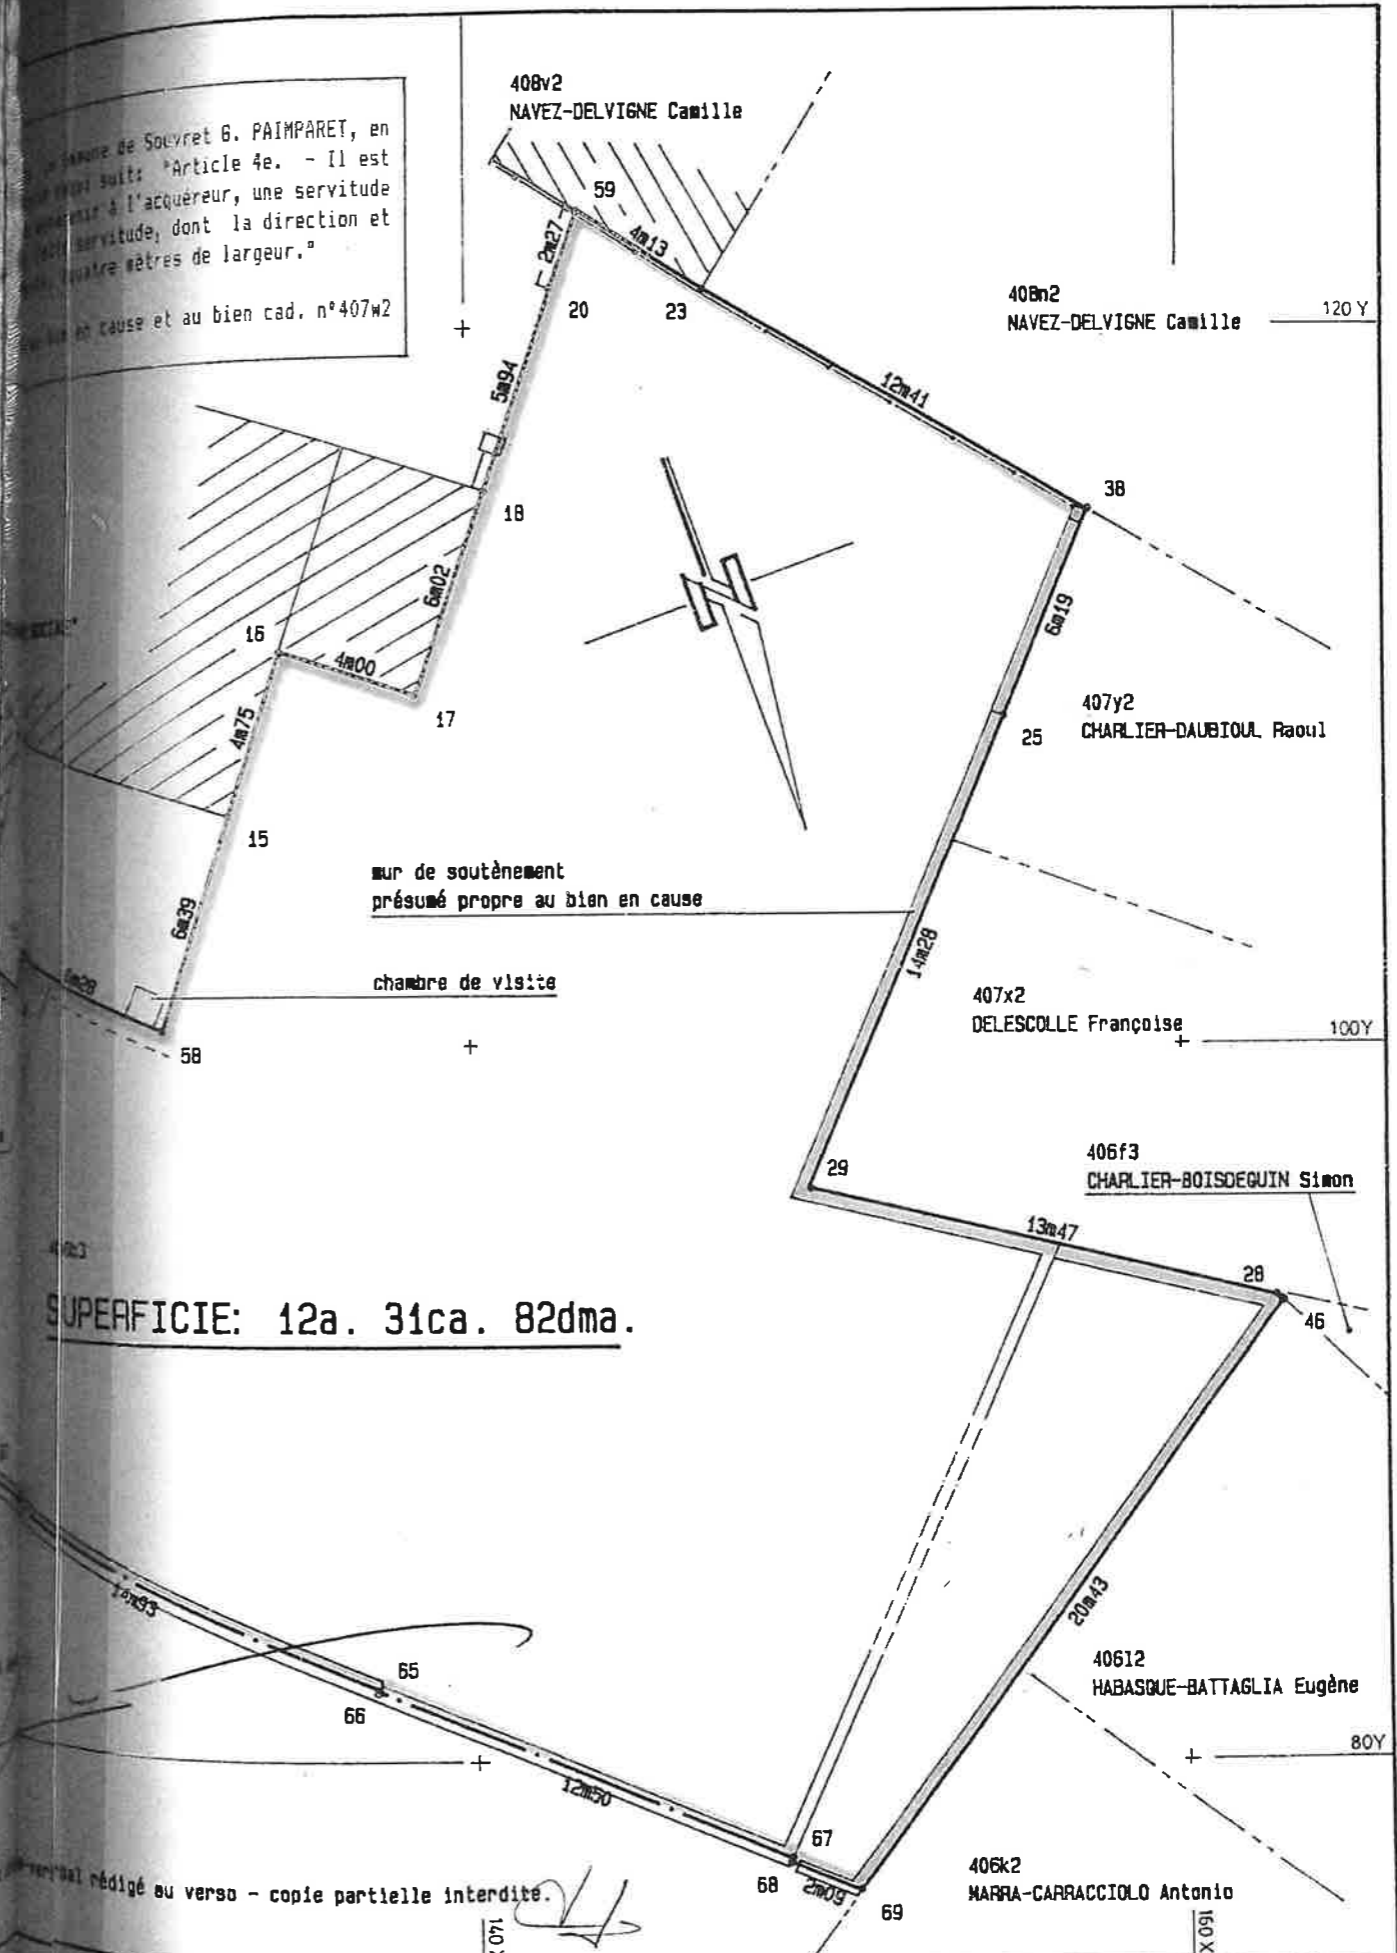 408v2
NAVEZ-DELVIGNE Camille
commune de Souvret G. PAIMPARET, en
suit: "Article 4e. - Il est
à l'acquéreur, une servitude
servitude, dont la direction et
quatre mètres de largeur."
en cause et au bien cad. n°407w2
59
4m13
2m27
20
23
408n2
NAVEZ-DELVIGNE Camille
120 Y
5m94
12m41
38
18
6m02
6m19
16
4m00
17
407y2
CHARLIER-DAUBIOUL Raoul
25
4m75
15
mur de soutènement
présumé propre au bien en cause
6m39
14m28
chambre de visite
407x2
DELESCOLLE Françoise
100Y
58
406f3
CHARLIER-BOISDEQUIN Simon
29
13m47
28
46
SUPERFICIE: 12a. 31ca. 82dma.
20m43
14m93
65
66
406l2
HABASQUE-BATTAGLIA Eugène
80Y
12m50
67
68
2m09
69
406k2
MARRA-CARRACCIOLO Antonio
rédigé au verso - copie partielle interdite.
140 X
160 X